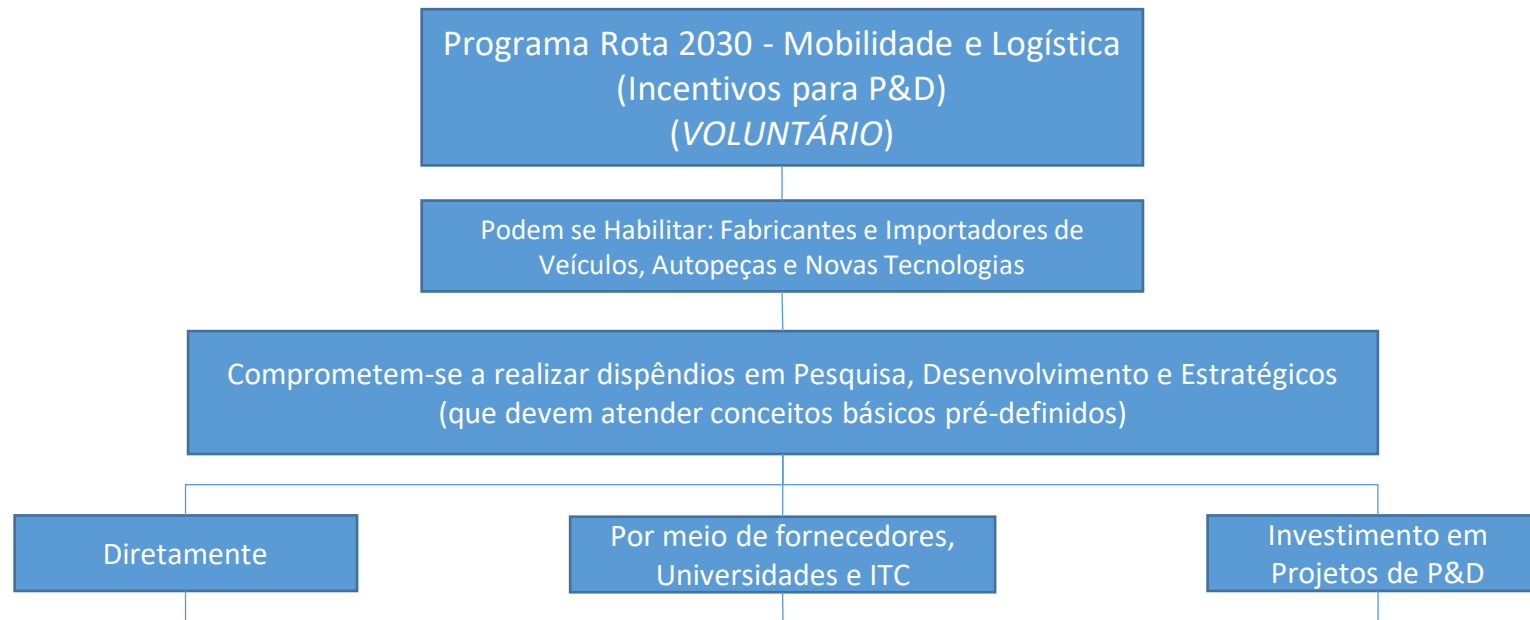 Programa Rota 2030 - Mobilidade e Logística
(Incentivos para P&D)
(VOLUNTÁRIO)
Podem se Habilitar: Fabricantes e Importadores de
Veículos, Autopeças e Novas Tecnologias
Comprometem-se a realizar dispêndios em Pesquisa, Desenvolvimento e Estratégicos
(que devem atender conceitos básicos pré-definidos)
Diretamente
Por meio de fornecedores,
Universidades e ITC
Investimento em
Projetos de P&D